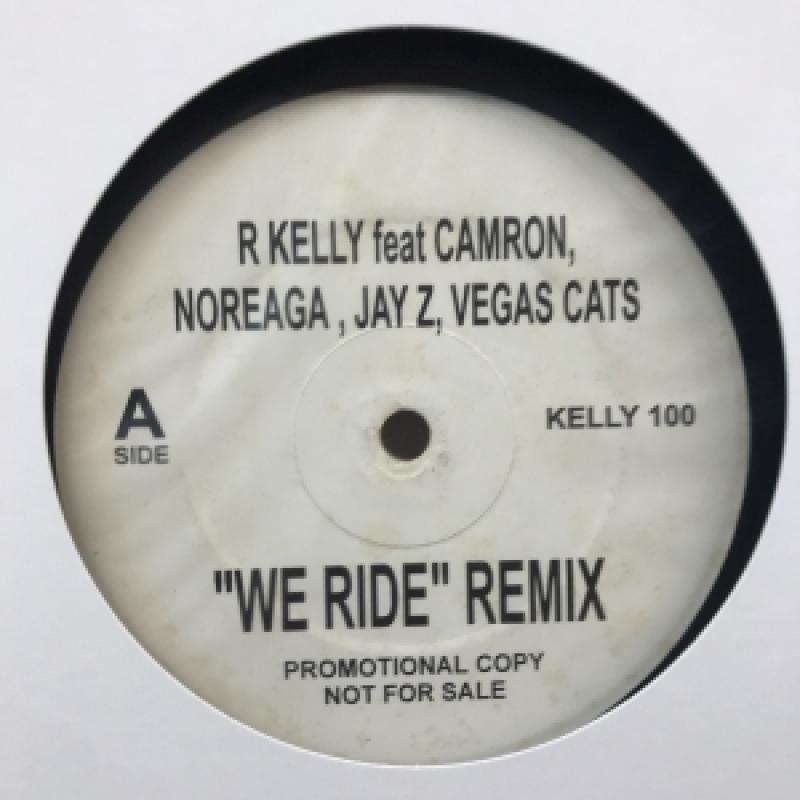 R KELLY feat CAMRON,
NOREAGA , JAY Z, VEGAS CATS
A
SIDE
KELLY 100
"WE RIDE" REMIX
PROMOTIONAL COPY
NOT FOR SALE